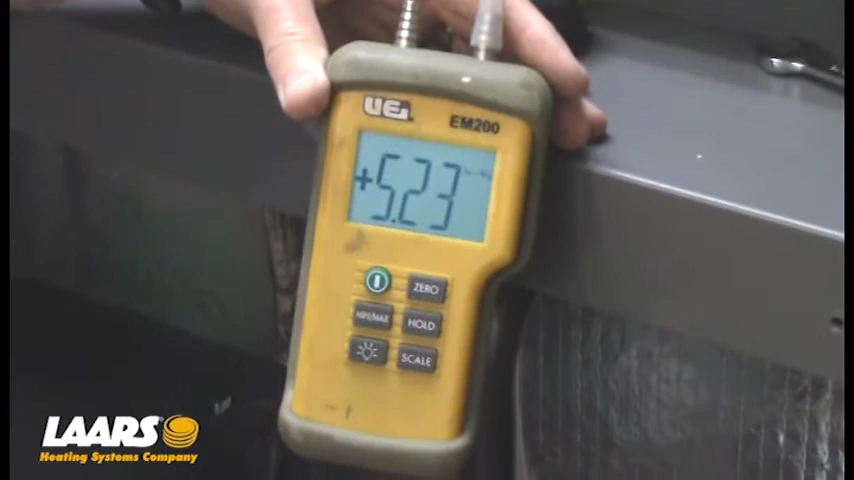 UEi
EM200
+5.23
ZERO
MIN/MAX
HOLD
SCALE
LAARS®
Heating Systems Company